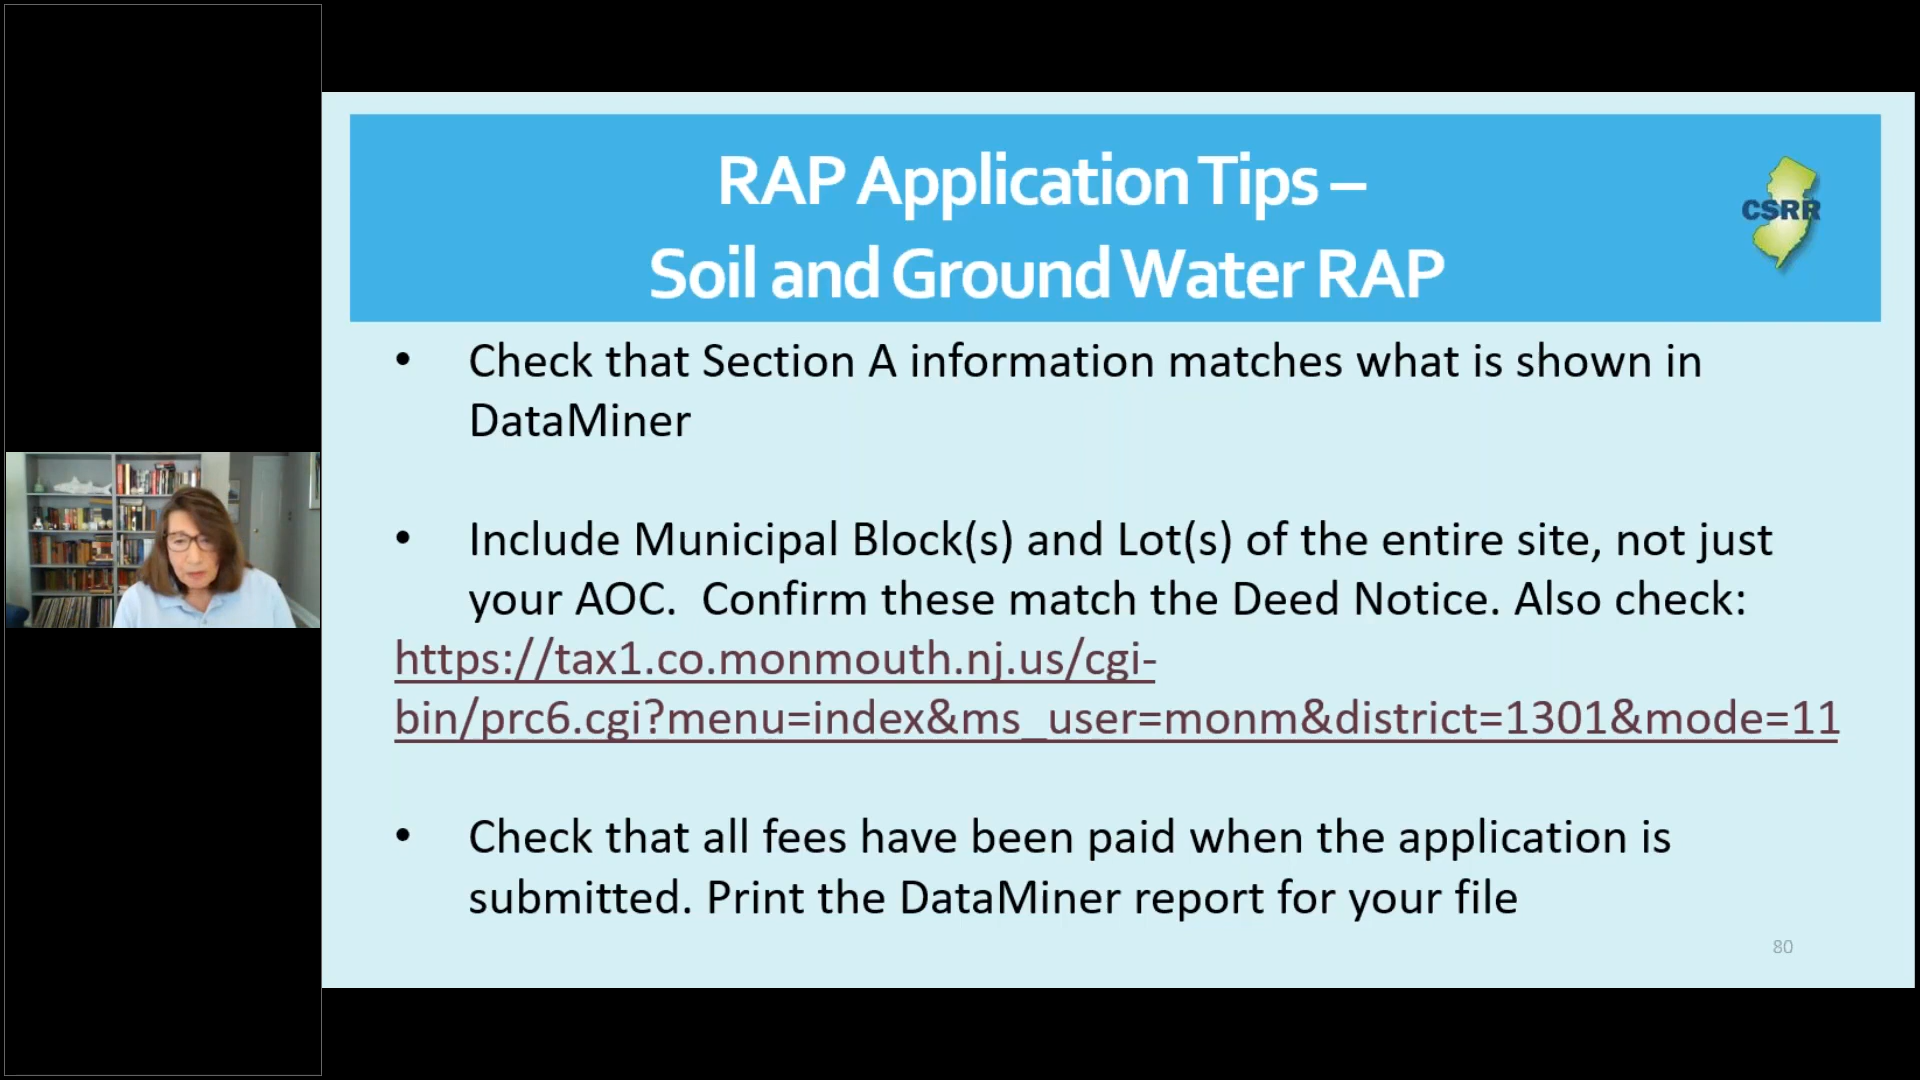 RAP Application Tips –
Soil and Ground Water RAP
CSRR
• Check that Section A information matches what is shown in
DataMiner
• Include Municipal Block(s) and Lot(s) of the entire site, not just
your AOC.  Confirm these match the Deed Notice. Also check:
https://tax1.co.monmouth.nj.us/cgi-
bin/prc6.cgi?menu=index&ms_user=monm&district=1301&mode=11
• Check that all fees have been paid when the application is
submitted. Print the DataMiner report for your file
80